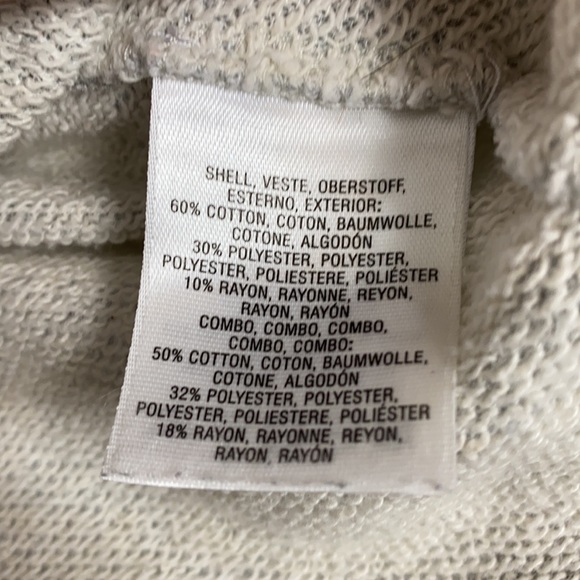 SHELL, VESTE, OBERSTOFF,
ESTERNO, EXTERIOR:
60% COTTON, COTON, BAUMWOLLE,
COTONE, ALGODÓN
30% POLYESTER, POLYESTER,
POLYESTER, POLIESTERE, POLIÉSTER
10% RAYON, RAYONNE, REYON,
RAYON, RAYÓN
COMBO, COMBO, COMBO,
COMBO, COMBO:
50% COTTON, COTON, BAUMWOLLE,
COTONE, ALGODÓN
32% POLYESTER, POLYESTER,
POLYESTER, POLIESTERE, POLIÉSTER
18% RAYON, RAYONNE, REYON,
RAYON, RAYÓN